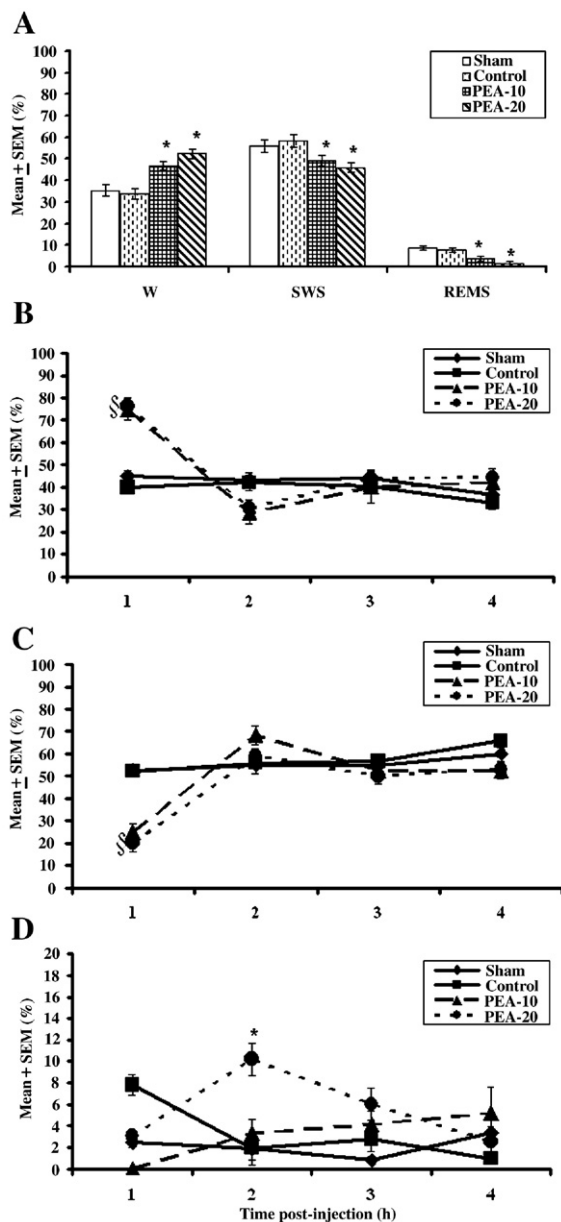 A
Mean ± SEM (%)
100
90
80
70
60
50
40
30
20
10
0
Sham
Control
PEA-10
PEA-20
* * * * * *
W SWS REMS
B
Mean ± SEM (%)
100
90
80
70
60
50
40
30
20
10
0
Sham
Control
PEA-10
PEA-20
§
1 2 3 4
C
Mean ± SEM (%)
100
90
80
70
60
50
40
30
20
10
0
Sham
Control
PEA-10
PEA-20
§
1 2 3 4
D
Mean ± SEM (%)
20
18
16
14
12
10
8
6
4
2
0
Sham
Control
PEA-10
PEA-20
*
1 2 3 4
Time post-injection (h)